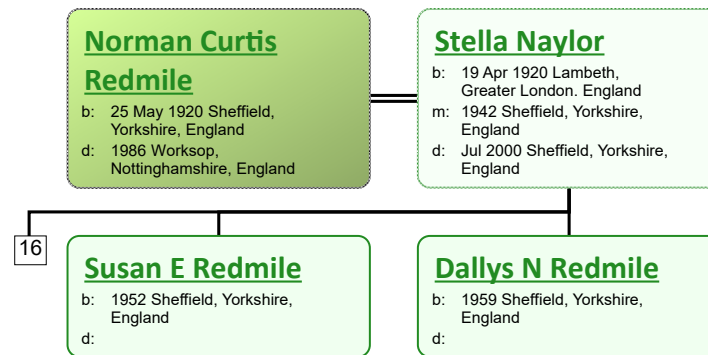 Norman Curtis
Redmile
b: 25 May 1920 Sheffield,
Yorkshire, England
d: 1986 Worksop,
Nottinghamshire, England
Stella Naylor
b: 19 Apr 1920 Lambeth,
Greater London. England
m: 1942 Sheffield, Yorkshire,
England
d: Jul 2000 Sheffield, Yorkshire,
England
16
Susan E Redmile
b: 1952 Sheffield, Yorkshire,
England
d:
Dallys N Redmile
b: 1959 Sheffield, Yorkshire,
England
d: